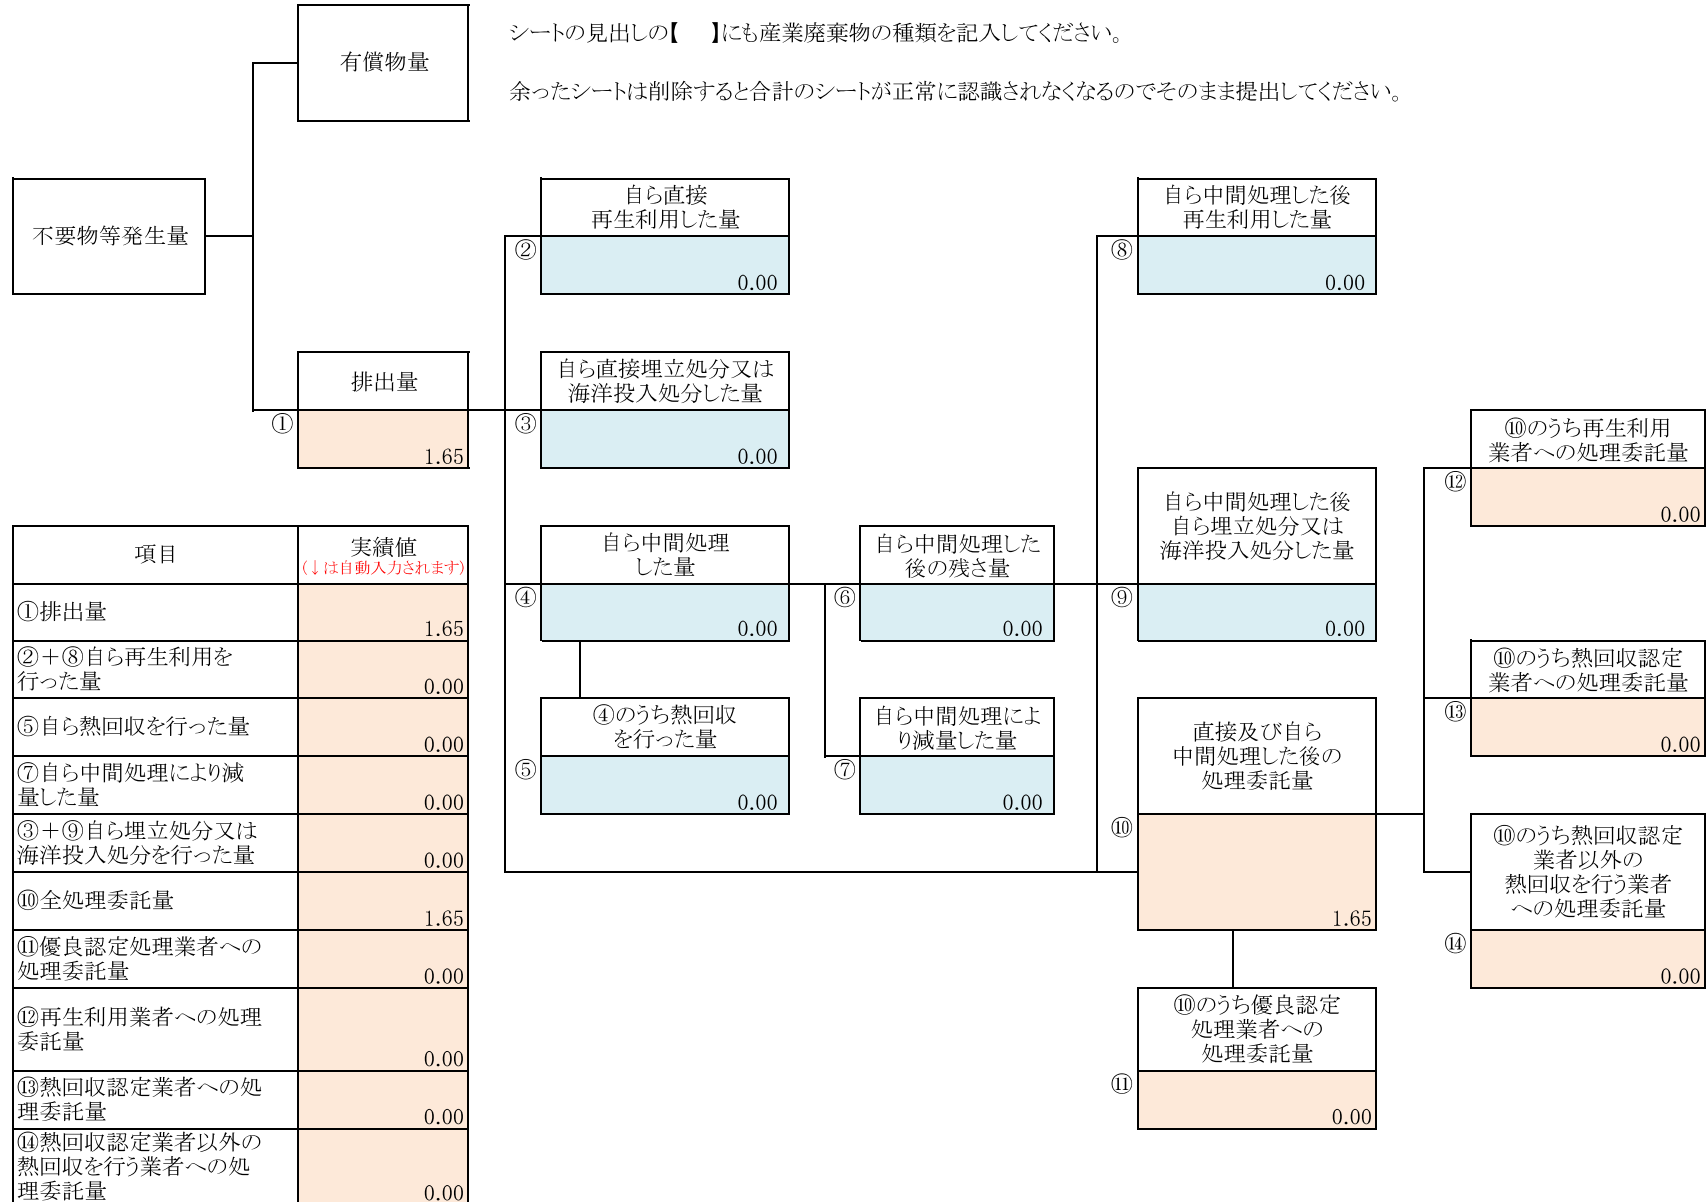 有償物量
シートの見出しの【　】にも産業廃棄物の種類を記入してください。
余ったシートは削除すると合計のシートが正常に認識されなくなるのでそのまま提出してください。
不要物等発生量
自ら直接
再生利用した量
②
0.00
自ら中間処理した後
再生利用した量
⑧
0.00
排出量
①
1.65
自ら直接埋立処分又は
海洋投入処分した量
③
0.00
⑩のうち再生利用
業者への処理委託量
⑫
0.00
自ら中間処理
した量
④
0.00
自ら中間処理した
後の残さ量
⑥
0.00
自ら中間処理した後
自ら埋立処分又は
海洋投入処分した量
⑨
0.00
⑩のうち熱回収認定
業者への処理委託量
⑬
0.00
④のうち熱回収
を行った量
⑤
0.00
自ら中間処理によ
り減量した量
⑦
0.00
直接及び自ら
中間処理した後の
処理委託量
⑩
1.65
⑩のうち熱回収認定
業者以外の
熱回収を行う業者
への処理委託量
⑭
0.00
⑩のうち優良認定
処理業者への
処理委託量
⑪
0.00
項目
実績値
（↓は自動入力されます）
①排出量
1.65
②＋⑧自ら再生利用を
行った量
0.00
⑤自ら熱回収を行った量
0.00
⑦自ら中間処理により減
量した量
0.00
③＋⑨自ら埋立処分又は
海洋投入処分を行った量
0.00
⑩全処理委託量
1.65
⑪優良認定処理業者への
処理委託量
0.00
⑫再生利用業者への処理
委託量
0.00
⑬熱回収認定業者への処
理委託量
0.00
⑭熱回収認定業者以外の
熱回収を行う業者への処
理委託量
0.00